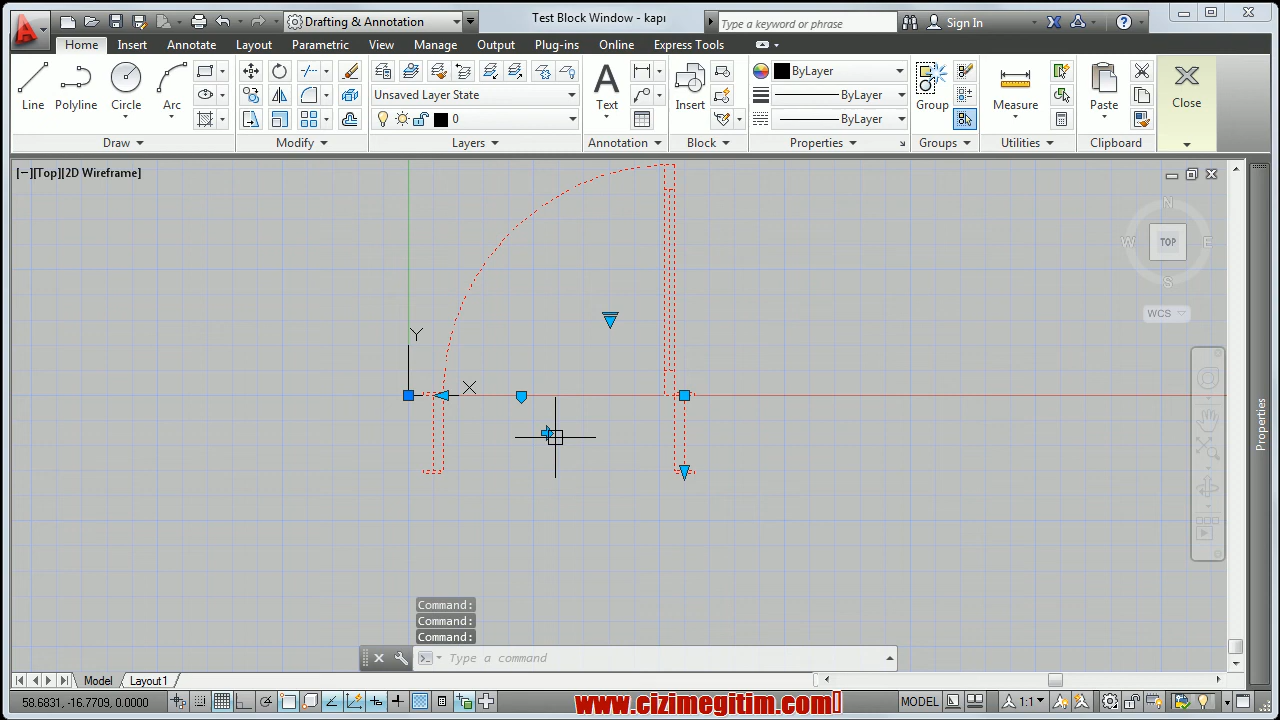 Drafting & Annotation
Test Block Window - kapı
Type a keyword or phrase
Sign In
Home Insert Annotate Layout Parametric View Manage Output Plug-ins Online Express Tools
Line Polyline Circle Arc
Unsaved Layer State
0
Text
Insert
ByLayer
ByLayer
ByLayer
Group
Measure
Paste
Close
Draw Modify Layers Annotation Block Properties Groups Utilities Clipboard
[−][Top][2D Wireframe]
N
W TOP E
S
WCS
Y
X
Properties
Command:
Command:
Command:
Type a command
Model Layout1
59.6931, -16.7709, 0.0000
MODEL
1:1
www.cizimegitim.com